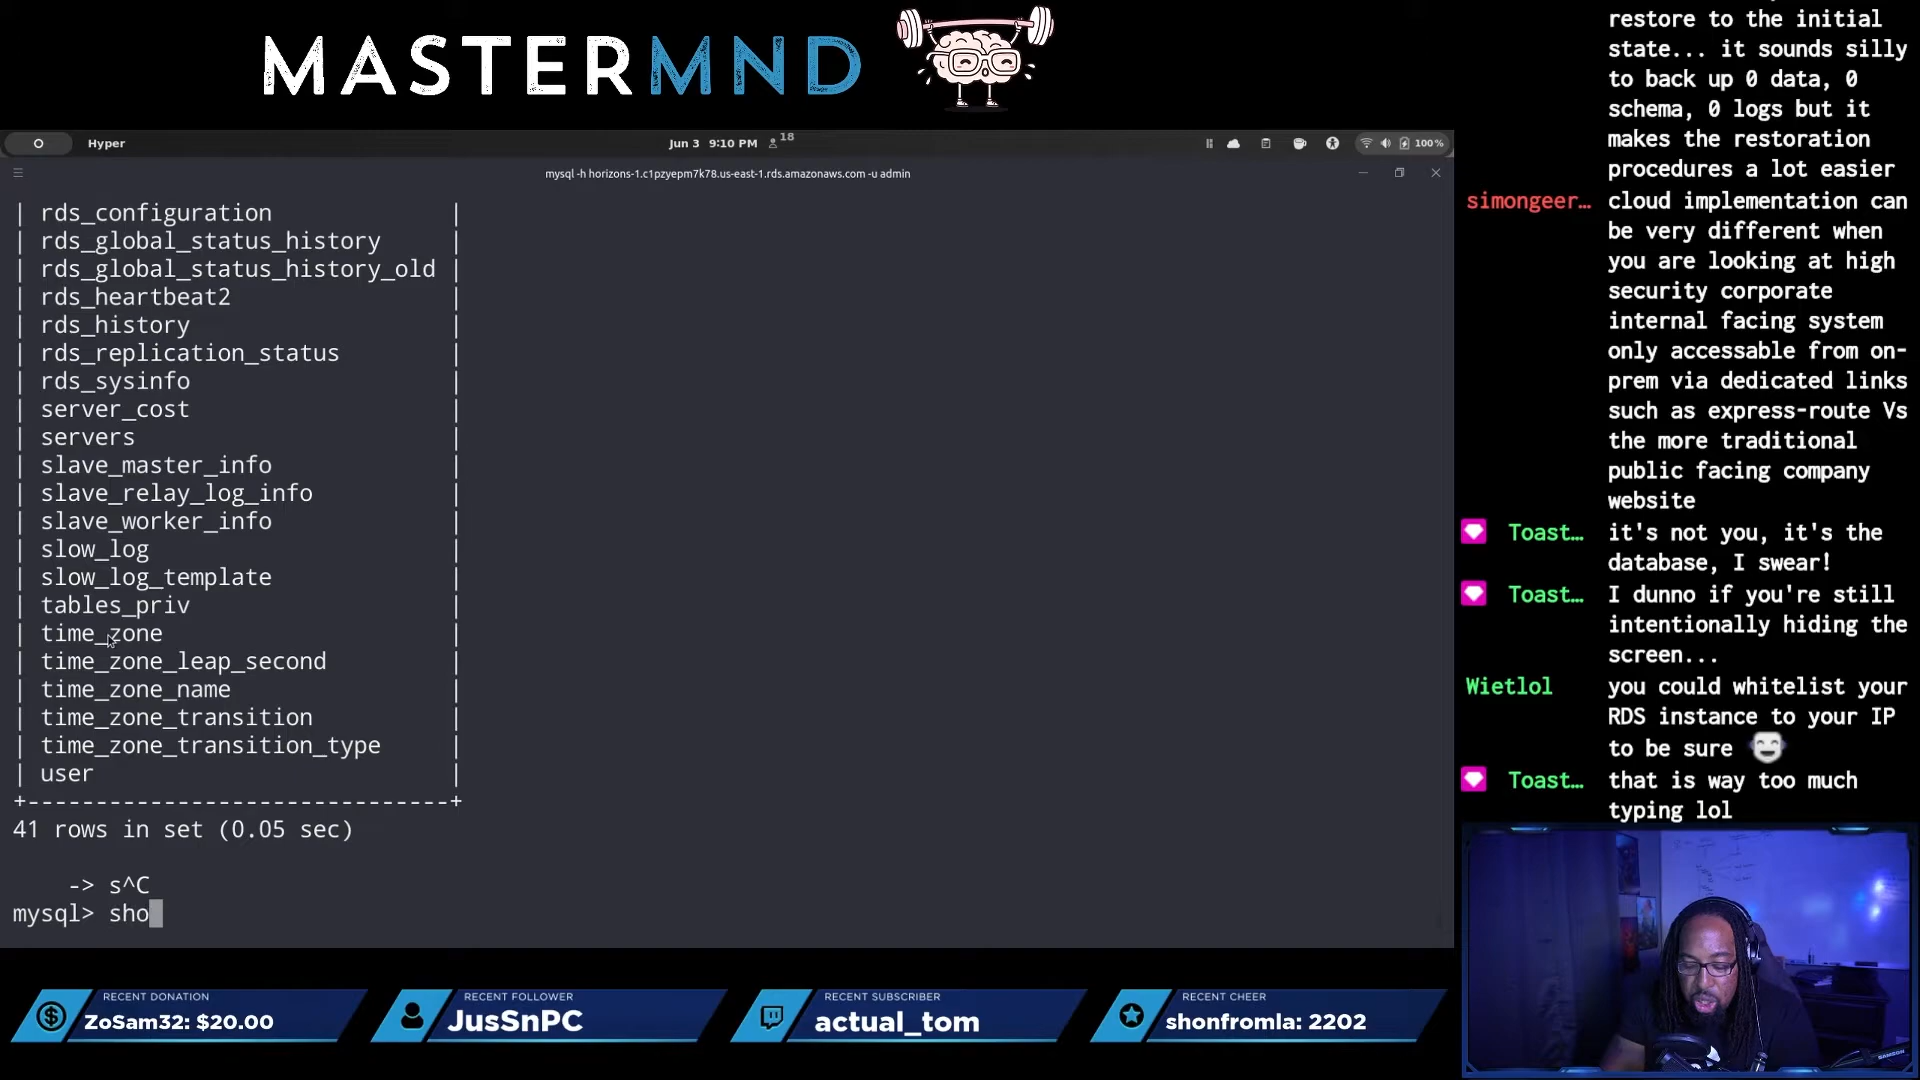 MASTERMND
Hyper
Jun 3 9:10 PM
18
100%
mysql -h horizons-1.c1pzyepm7k78.us-east-1.rds.amazonaws.com -u admin
| rds_configuration |
| rds_global_status_history |
| rds_global_status_history_old |
| rds_heartbeat2 |
| rds_history |
| rds_replication_status |
| rds_sysinfo |
| server_cost |
| servers |
| slave_master_info |
| slave_relay_log_info |
| slave_worker_info |
| slow_log |
| slow_log_template |
| tables_priv |
| time_zone |
| time_zone_leap_second |
| time_zone_name |
| time_zone_transition |
| time_zone_transition_type |
| user |
+-------------------------------+
41 rows in set (0.05 sec)
-> s^C
mysql> sho
restore to the initial
state... it sounds silly
to back up 0 data, 0
schema, 0 logs but it
makes the restoration
procedures a lot easier
simongeer… cloud implementation can
be very different when
you are looking at high
security corporate
internal facing system
only accessable from on-
prem via dedicated links
such as express-route Vs
the more traditional
public facing company
website
Toast… it's not you, it's the
database, I swear!
Toast… I dunno if you're still
intentionally hiding the
screen...
Wietlol you could whitelist your
RDS instance to your IP
to be sure
Toast… that is way too much
typing lol
RECENT DONATION
ZoSam32: $20.00
RECENT FOLLOWER
JusSnPC
RECENT SUBSCRIBER
actual_tom
RECENT CHEER
shonfromla: 2202
SAMSON